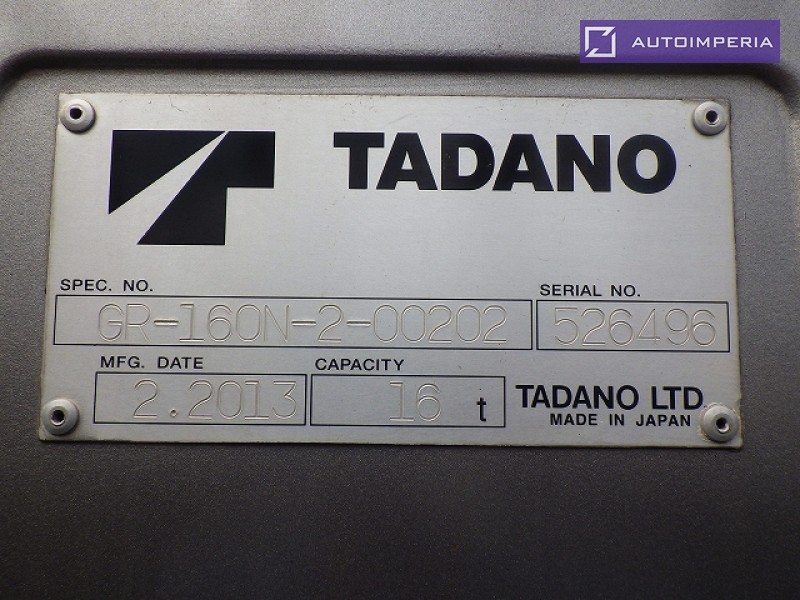 AUTOIMPERIA
TADANO
SPEC. NO.
GR-160N-2-00202
SERIAL NO.
526496
MFG. DATE
2.2013
CAPACITY
16 t
TADANO LTD.
MADE IN JAPAN